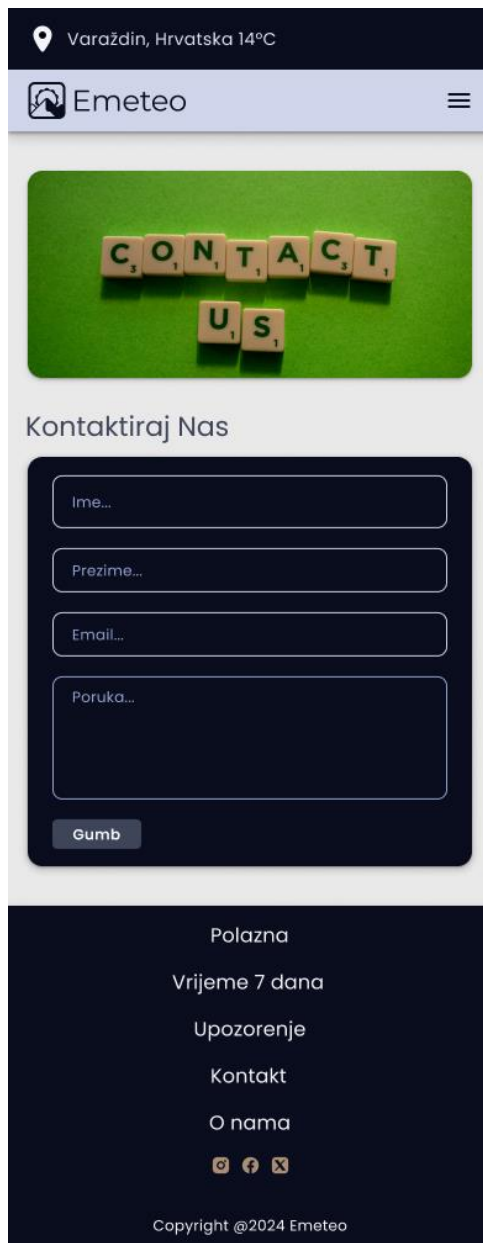 Varaždin, Hrvatska 14°C
Emeteo
CONTACT
US
Kontaktiraj Nas
Ime...
Prezime...
Email...
Poruka...
Gumb
Polazna
Vrijeme 7 dana
Upozorenje
Kontakt
O nama
Copyright @2024 Emeteo